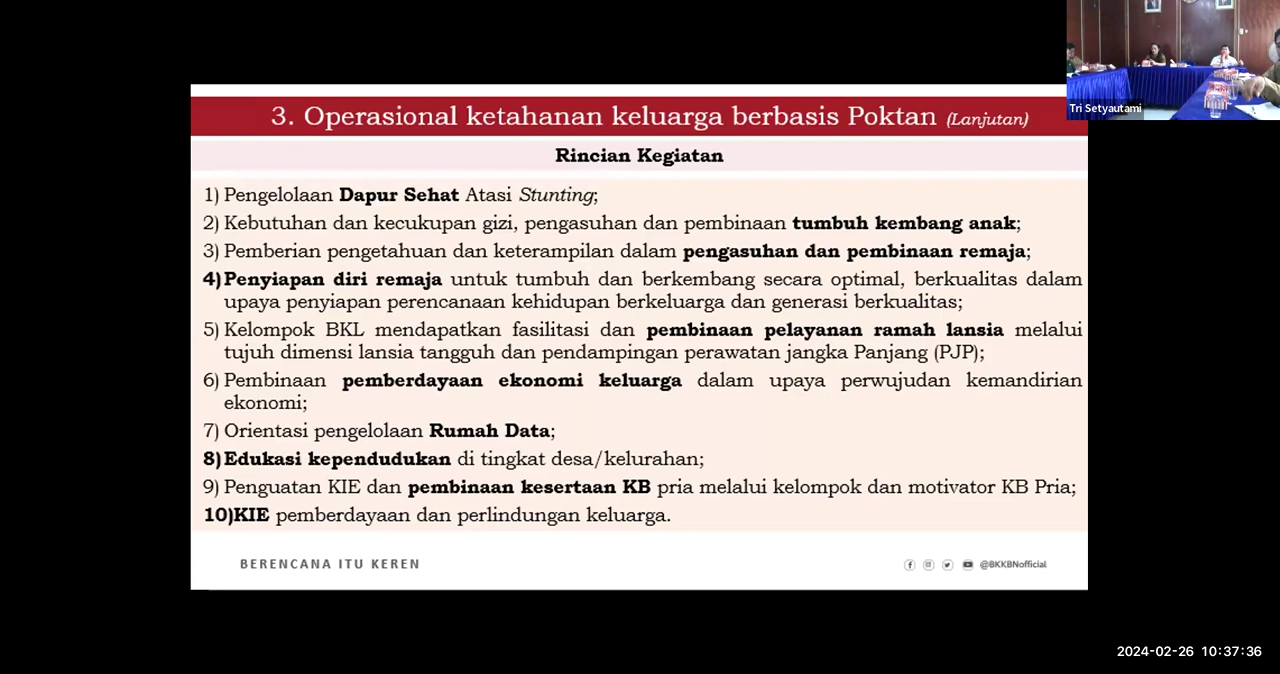 3. Operasional ketahanan keluarga berbasis Poktan (Lanjutan)
Tri Setyautami
Rincian Kegiatan
1) Pengelolaan Dapur Sehat Atasi Stunting;
2) Kebutuhan dan kecukupan gizi, pengasuhan dan pembinaan tumbuh kembang anak;
3) Pemberian pengetahuan dan keterampilan dalam pengasuhan dan pembinaan remaja;
4) Penyiapan diri remaja untuk tumbuh dan berkembang secara optimal, berkualitas dalam
upaya penyiapan perencanaan kehidupan berkeluarga dan generasi berkualitas;
5) Kelompok BKL mendapatkan fasilitasi dan pembinaan pelayanan ramah lansia melalui
tujuh dimensi lansia tangguh dan pendampingan perawatan jangka Panjang (PJP);
6) Pembinaan pemberdayaan ekonomi keluarga dalam upaya perwujudan kemandirian
ekonomi;
7) Orientasi pengelolaan Rumah Data;
8) Edukasi kependudukan di tingkat desa/kelurahan;
9) Penguatan KIE dan pembinaan kesertaan KB pria melalui kelompok dan motivator KB Pria;
10)KIE pemberdayaan dan perlindungan keluarga.
BERENCANA ITU KEREN
@BKKBNofficial
2024-02-26 10:37:36